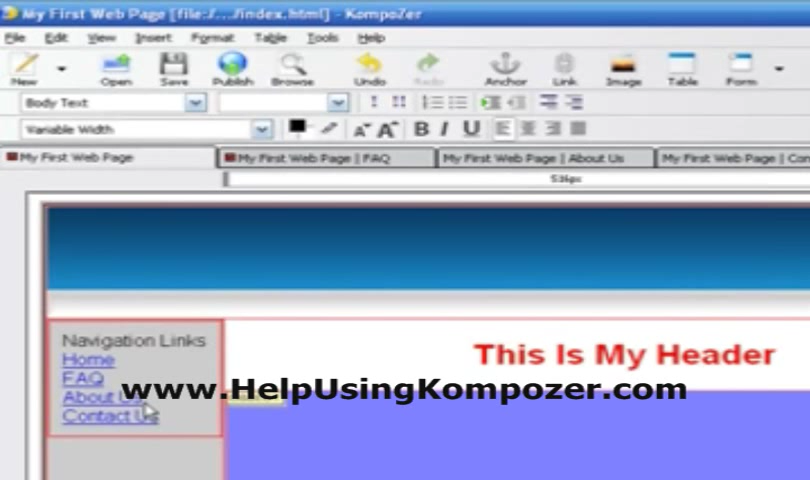 My First Web Page [file:/.../index.html] - KompoZer
File Edit View Insert Format Table Tools Help
New Open Save Publish Browse Undo Redo Anchor Link Image Table Form
Body Text
Variable Width
A A B I U
My First Web Page
My First Web Page | FAQ
My First Web Page | About Us
My First Web Page | Con
536px
Navigation Links
Home
FAQ
About Us
Contact Us
This Is My Header
www.HelpUsingKompozer.com